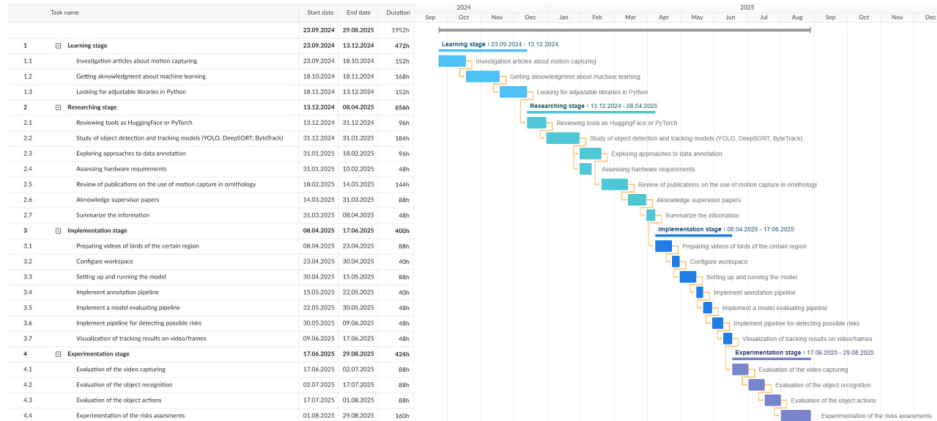 Task name Start date End date Duration 2024 2025
Sep Oct Nov Dec Jan Feb Mar Apr May Jun Jul Aug Sep Oct Nov Dec
23.09.2024 29.08.2025 1952h
1 Learning stage 23.09.2024 13.12.2024 472h Learning stage 23.09.2024 - 13.12.2024
1.1 Investigation articles about motion capturing 23.09.2024 18.10.2024 152h Investigation articles about motion capturing
1.2 Getting aknowledgment about machine learning 18.10.2024 18.11.2024 168h Getting aknowledgment about machine learning
1.3 Looking for adjustable libraries in Python 18.11.2024 13.12.2024 152h Looking for adjustable libraries in Python
2 Researching stage 13.12.2024 08.04.2025 656h Researching stage 13.12.2024 - 08.04.2025
2.1 Reviewing tools as HuggingFace or PyTorch 13.12.2024 31.12.2024 96h Reviewing tools as HuggingFace or PyTorch
2.2 Study of object detection and tracking models (YOLO, DeepSORT, ByteTrack) 31.12.2024 31.01.2025 184h Study of object detection and tracking models (YOLO, DeepSORT, ByteTrack)
2.3 Exploring approaches to data annotation 31.01.2025 18.02.2025 96h Exploring approaches to data annotation
2.4 Assessing hardware requirements 31.01.2025 10.02.2025 48h Assessing hardware requirements
2.5 Review of publications on the use of motion capture in ornithology 18.02.2025 14.03.2025 144h Review of publications on the use of motion capture in ornithology
2.6 Aknowledge supervisor papers 14.03.2025 31.03.2025 88h Aknowledge supervisor papers
2.7 Summarize the information 31.03.2025 08.04.2025 48h Summarize the information
3 Implementation stage 08.04.2025 17.06.2025 400h Implementation stage 08.04.2025 - 17.06.2025
3.1 Preparing videos of birds of the certain region 08.04.2025 23.04.2025 88h Preparing videos of birds of the certain region
3.2 Configure workspace 23.04.2025 30.04.2025 40h Configure workspace
3.3 Setting up and running the model 30.04.2025 15.05.2025 88h Setting up and running the model
3.4 Implement annotation pipeline 15.05.2025 22.05.2025 40h Implement annotation pipeline
3.5 Implement a model evaluating pipeline 22.05.2025 30.05.2025 48h Implement a model evaluating pipeline
3.6 Implement pipeline for detecting possible risks 30.05.2025 09.06.2025 48h Implement pipeline for detecting possible risks
3.7 Visualization of tracking results on video/frames 09.06.2025 17.06.2025 48h Visualization of tracking results on video/frames
4 Experimentation stage 17.06.2025 29.08.2025 424h Experimentation stage 17.06.2025 - 29.08.2025
4.1 Evaluation of the video capturing 17.06.2025 02.07.2025 88h Evaluation of the video capturing
4.2 Evaluation of the object recognition 02.07.2025 17.07.2025 88h Evaluation of the object recognition
4.3 Evaluation of the object actions 17.07.2025 01.08.2025 88h Evaluation of the object actions
4.4 Experimentation of the risks assesments 01.08.2025 29.08.2025 160h Experimentation of the risks assesments